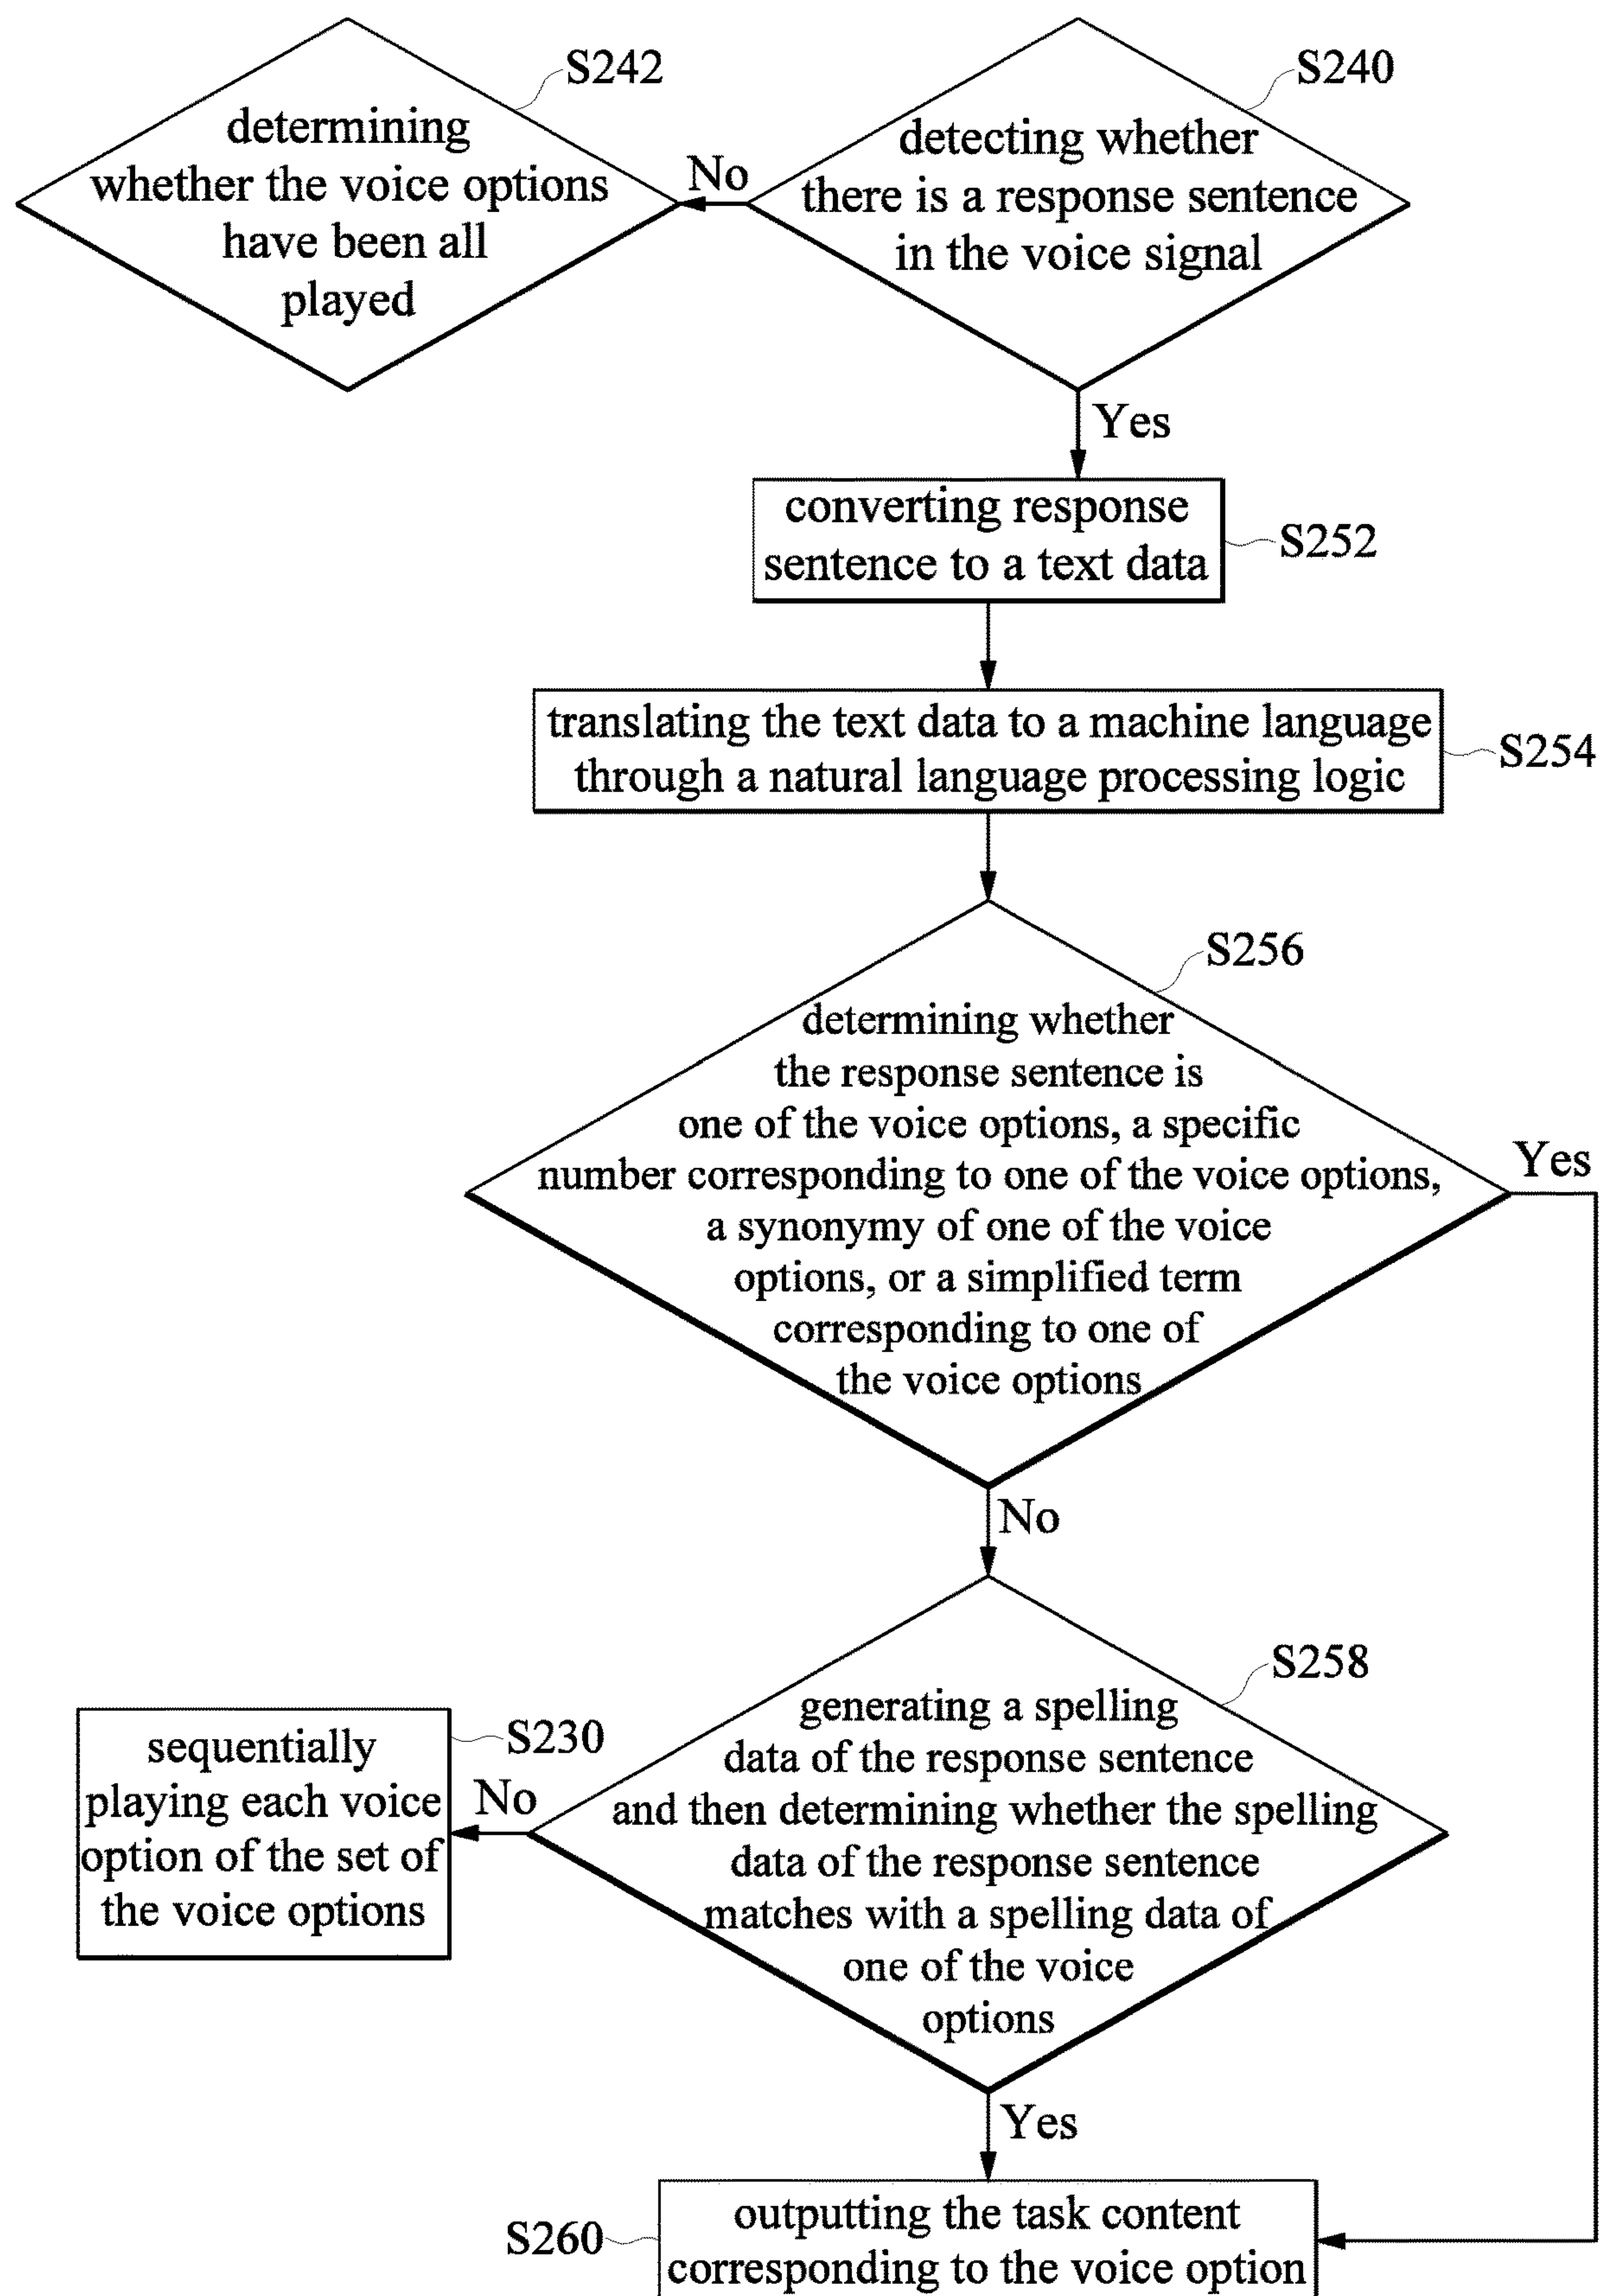 S242
determining
whether the voice options
have been all
played
No
S240
detecting whether
there is a response sentence
in the voice signal
Yes
converting response
sentence to a text data
S252
translating the text data to a machine language
through a natural language processing logic
S254
S256
determining whether
the response sentence is
one of the voice options, a specific
number corresponding to one of the voice options,
a synonymy of one of the voice
options, or a simplified term
corresponding to one of
the voice options
Yes
No
S258
generating a spelling
data of the response sentence
and then determining whether the spelling
data of the response sentence
matches with a spelling data of
one of the voice
options
No
S230
sequentially
playing each voice
option of the set of
the voice options
Yes
S260
outputting the task content
corresponding to the voice option